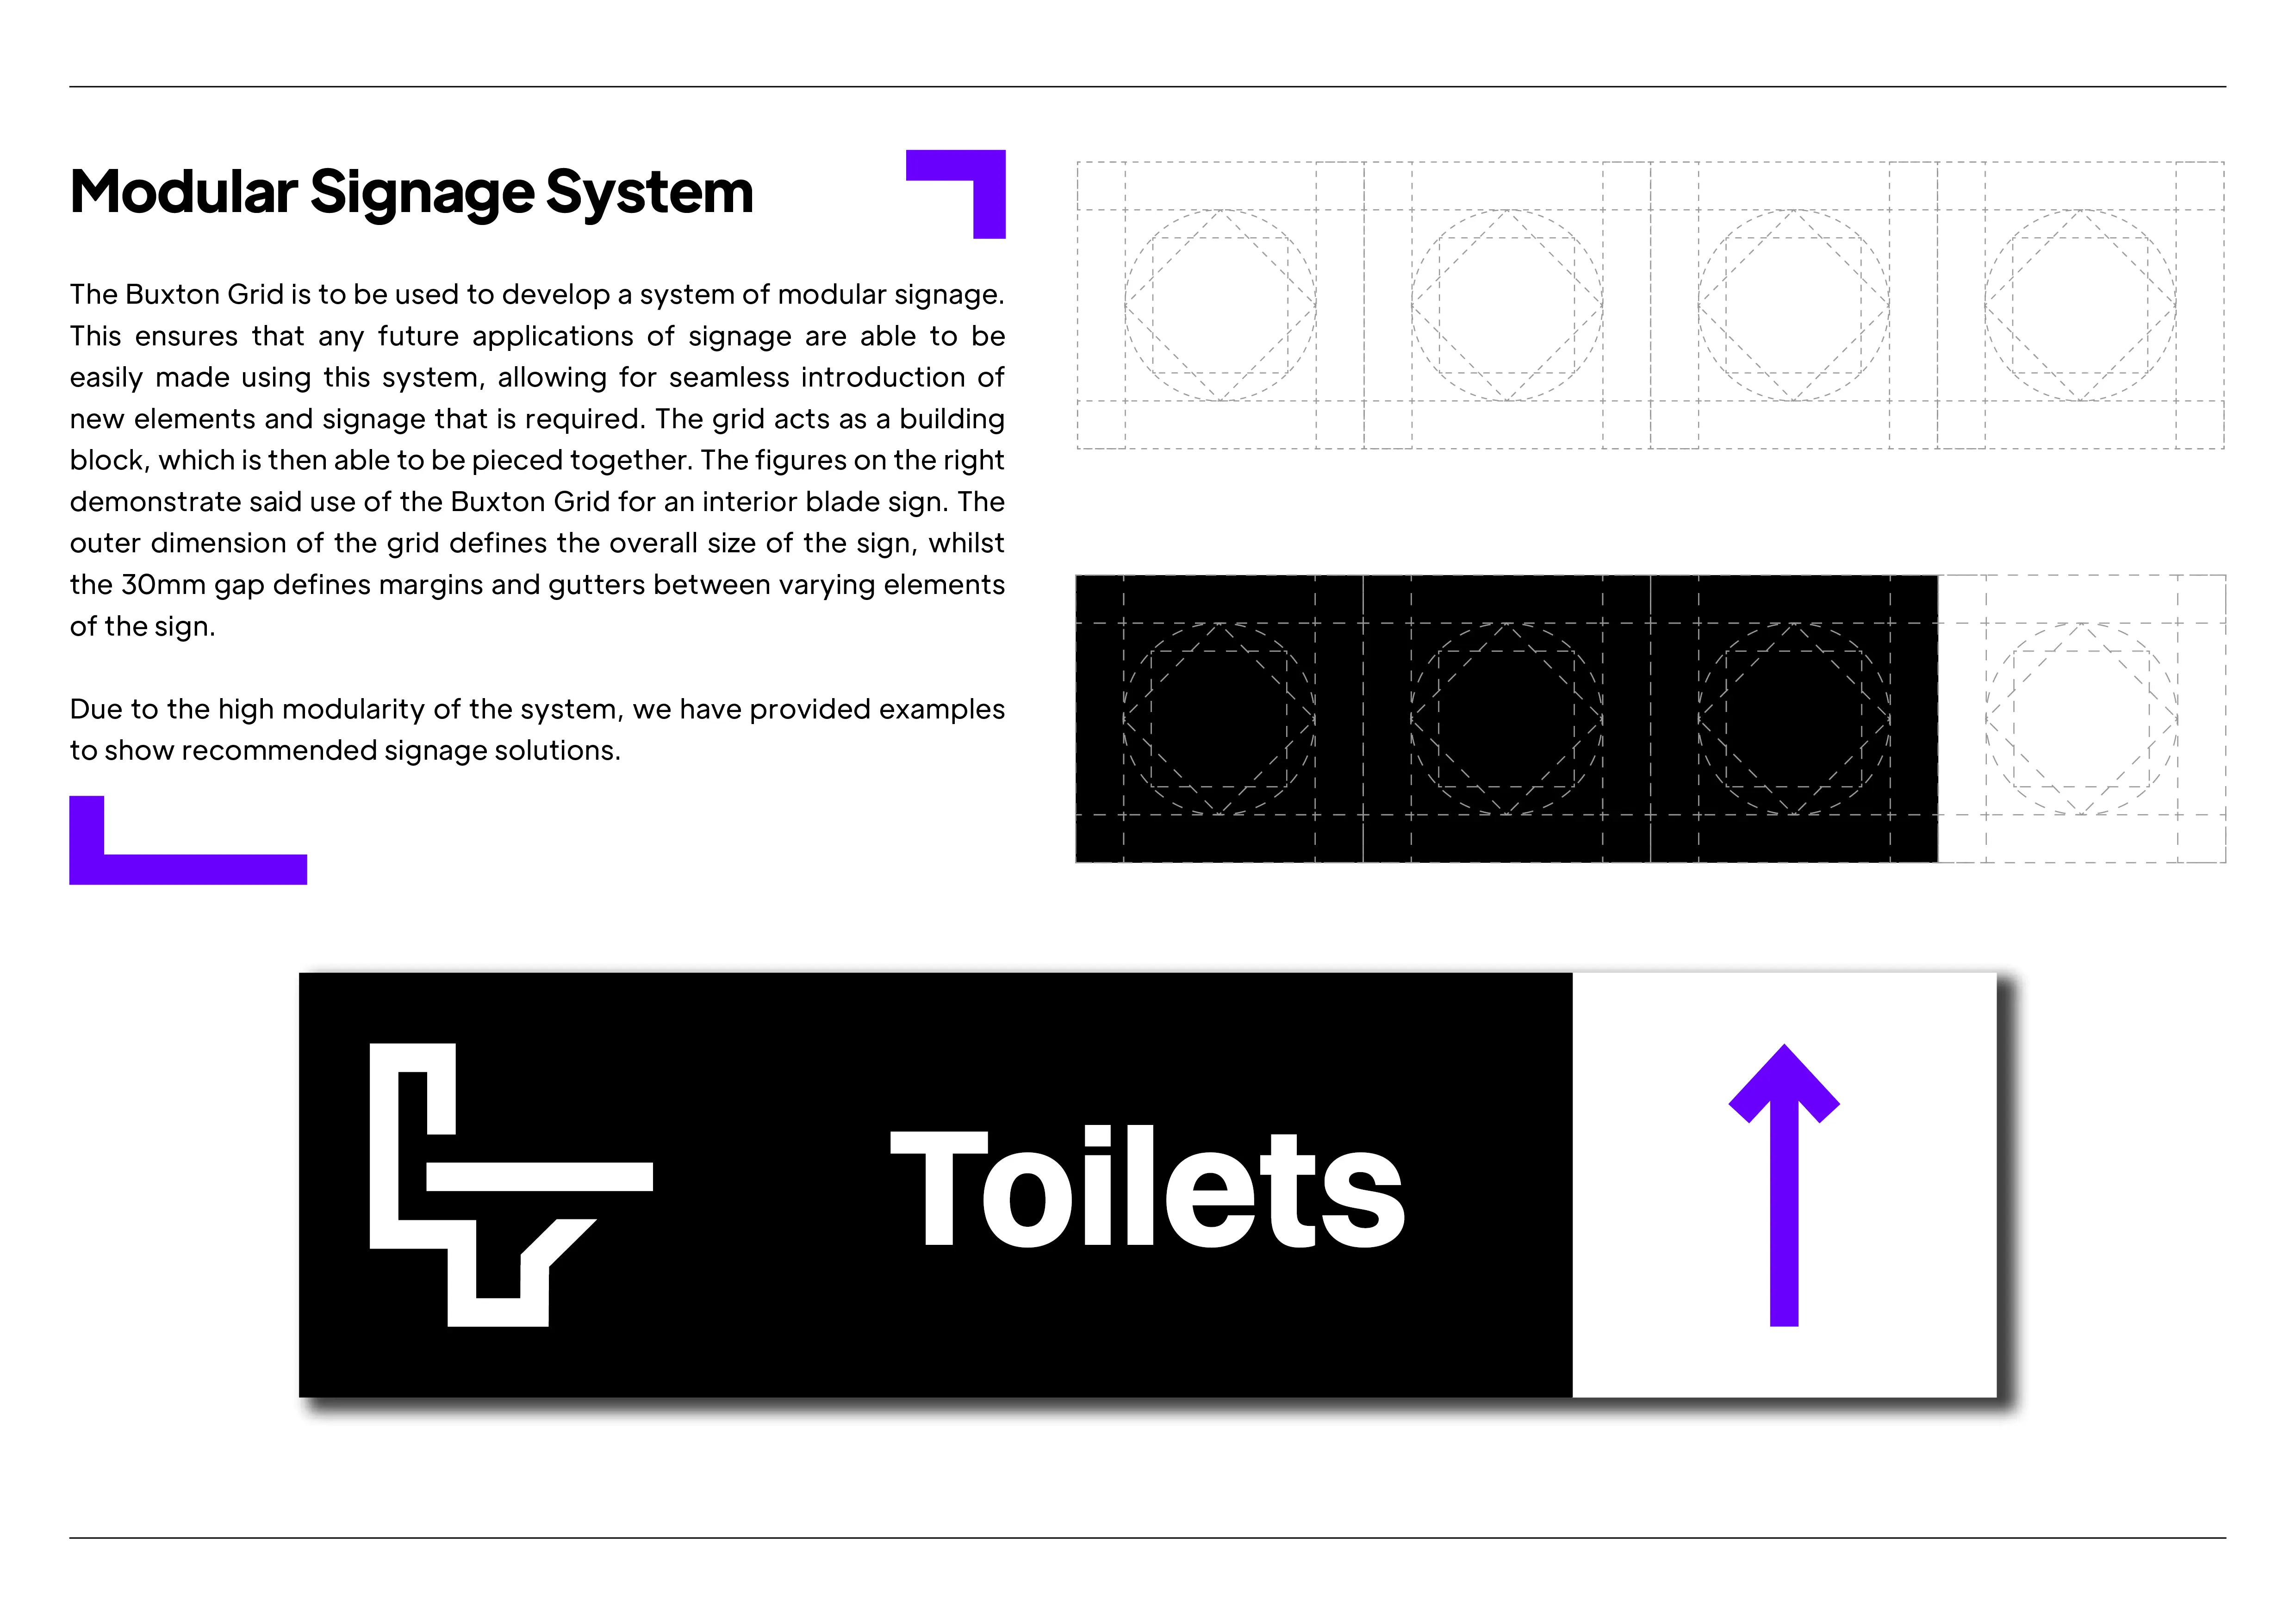 Modular Signage System
The Buxton Grid is to be used to develop a system of modular signage.
This ensures that any future applications of signage are able to be
easily made using this system, allowing for seamless introduction of
new elements and signage that is required. The grid acts as a building
block, which is then able to be pieced together. The figures on the right
demonstrate said use of the Buxton Grid for an interior blade sign. The
outer dimension of the grid defines the overall size of the sign, whilst
the 30mm gap defines margins and gutters between varying elements
of the sign.
Due to the high modularity of the system, we have provided examples
to show recommended signage solutions.
Toilets